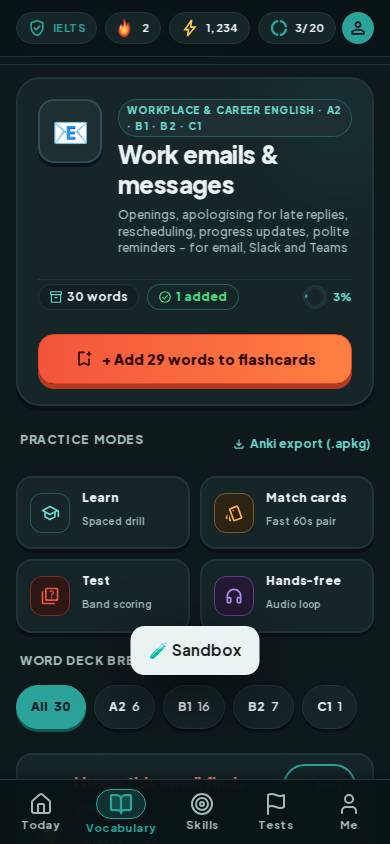 IELTS
2
1,234
3/20
WORKPLACE & CAREER ENGLISH · A2
· B1 · B2 · C1
Work emails &
messages
Openings, apologising for late replies,
rescheduling, progress updates, polite
reminders – for email, Slack and Teams
30 words
1 added
3%
+ Add 29 words to flashcards
PRACTICE MODES
Anki export (.apkg)
Learn
Spaced drill
Match cards
Fast 60s pair
Test
Band scoring
Hands-free
Audio loop
Sandbox
WORD DECK
All 30
A2 6
B1 16
B2 7
C1 1
Today
Vocabulary
Skills
Tests
Me